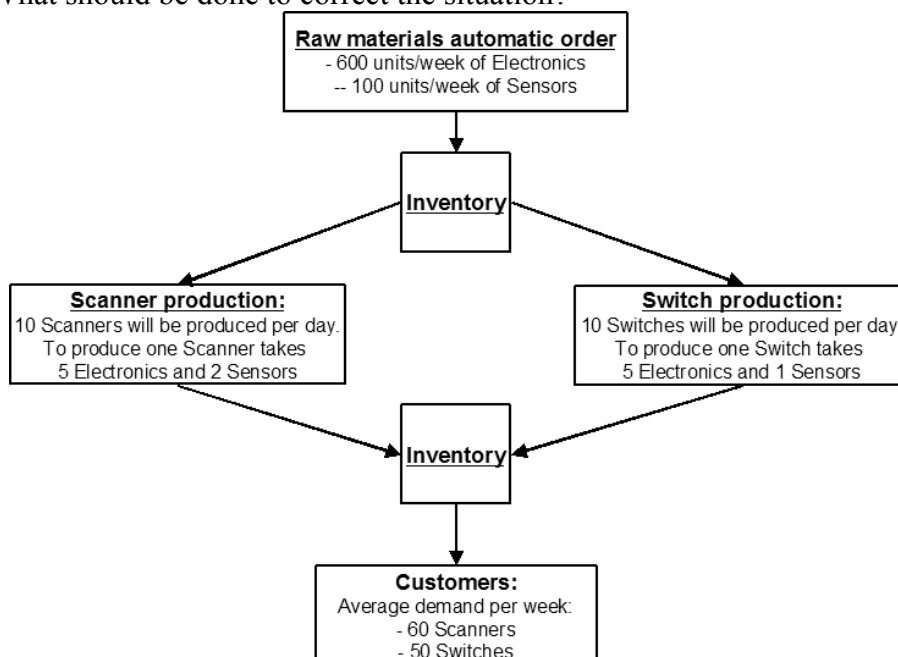 What should be done to correct the situation?
Raw materials automatic order
- 600 units/week of Electronics
-- 100 units/week of Sensors
Inventory
Scanner production:
10 Scanners will be produced per day.
To produce one Scanner takes
5 Electronics and 2 Sensors
Switch production:
10 Switches will be produced per day
To produce one Switch takes
5 Electronics and 1 Sensors
Inventory
Customers:
Average demand per week:
- 60 Scanners
- 50 Switches